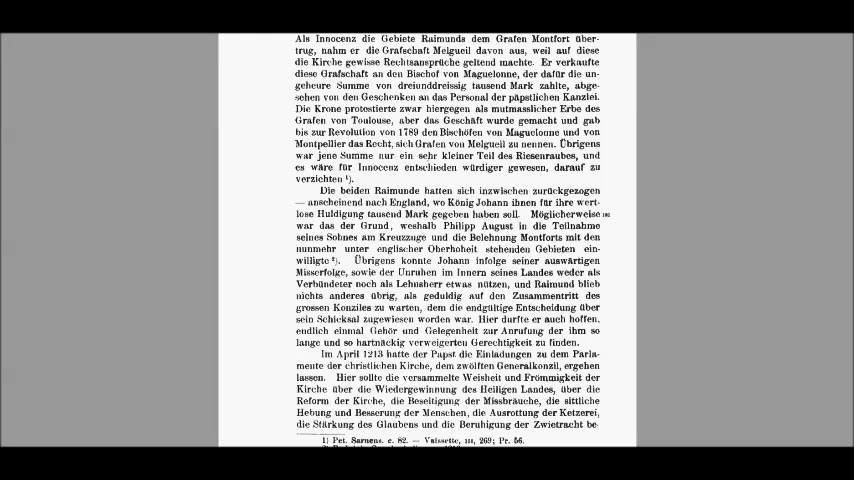 Als Innocenz die Gebiete Raimunds dem Grafen Montfort über-
trug, nahm er die Grafschaft Melgueil davon aus, weil auf diese
die Kirche gewisse Rechtsansprüche geltend machte. Er verkaufte
diese Grafschaft an den Bischof von Maguelonne, der dafür die un-
geheure Summe von dreiunddreissig tausend Mark zahlte, abge-
sehen von den Geschenken an das Personal der päpstlichen Kanzlei.
Die Krone protestierte zwar hiergegen als mutmasslicher Erbe des
Grafen von Toulouse, aber das Geschäft wurde gemacht und gab
bis zur Revolution von 1789 den Bischöfen von Maguelonne und von
Montpellier das Recht, sich Grafen von Melgueil zu nennen. Übrigens
war jene Summe nur ein sehr kleiner Teil des Riesenraubes, und
es wäre für Innocenz entschieden würdiger gewesen, darauf zu
verzichten ¹).
Die beiden Raimunde hatten sich inzwischen zurückgezogen
— anscheinend nach England, wo König Johann ihnen für ihre wert-
lose Huldigung tausend Mark gegeben haben soll. Möglicherweise
war das der Grund, weshalb Philipp August in die Teilnahme
seines Sohnes am Kreuzzuge und die Belehnung Montforts mit den
nunmehr unter englischer Oberhoheit stehenden Gebieten ein-
willigte ²). Übrigens konnte Johann infolge seiner auswärtigen
Misserfolge, sowie der Unruhen im Innern seines Landes weder als
Verbündeter noch als Lehnsherr etwas nützen, und Raimund blieb
nichts anderes übrig, als geduldig auf den Zusammentritt des
grossen Konziles zu warten, dem die endgültige Entscheidung über
sein Schicksal zugewiesen worden war. Hier durfte er auch hoffen,
endlich einmal Gehör und Gelegenheit zur Anrufung der ihm so
lange und so hartnäckig verweigerten Gerechtigkeit zu finden.
Im April 1213 hatte der Papst die Einladungen zu dem Parla-
mente der christlichen Kirche, dem zwölften Generalkonzil, ergehen
lassen. Hier sollte die versammelte Weisheit und Frömmigkeit der
Kirche über die Wiedergewinnung des Heiligen Landes, über die
Reform der Kirche, die Beseitigung der Missbräuche, die sittliche
Hebung und Besserung der Menschen, die Ausrottung der Ketzerei,
die Stärkung des Glaubens und die Beruhigung der Zwietracht be-
1) Pet. Sarnens. c. 82. — Vaissette, III, 269; Pr. 56.